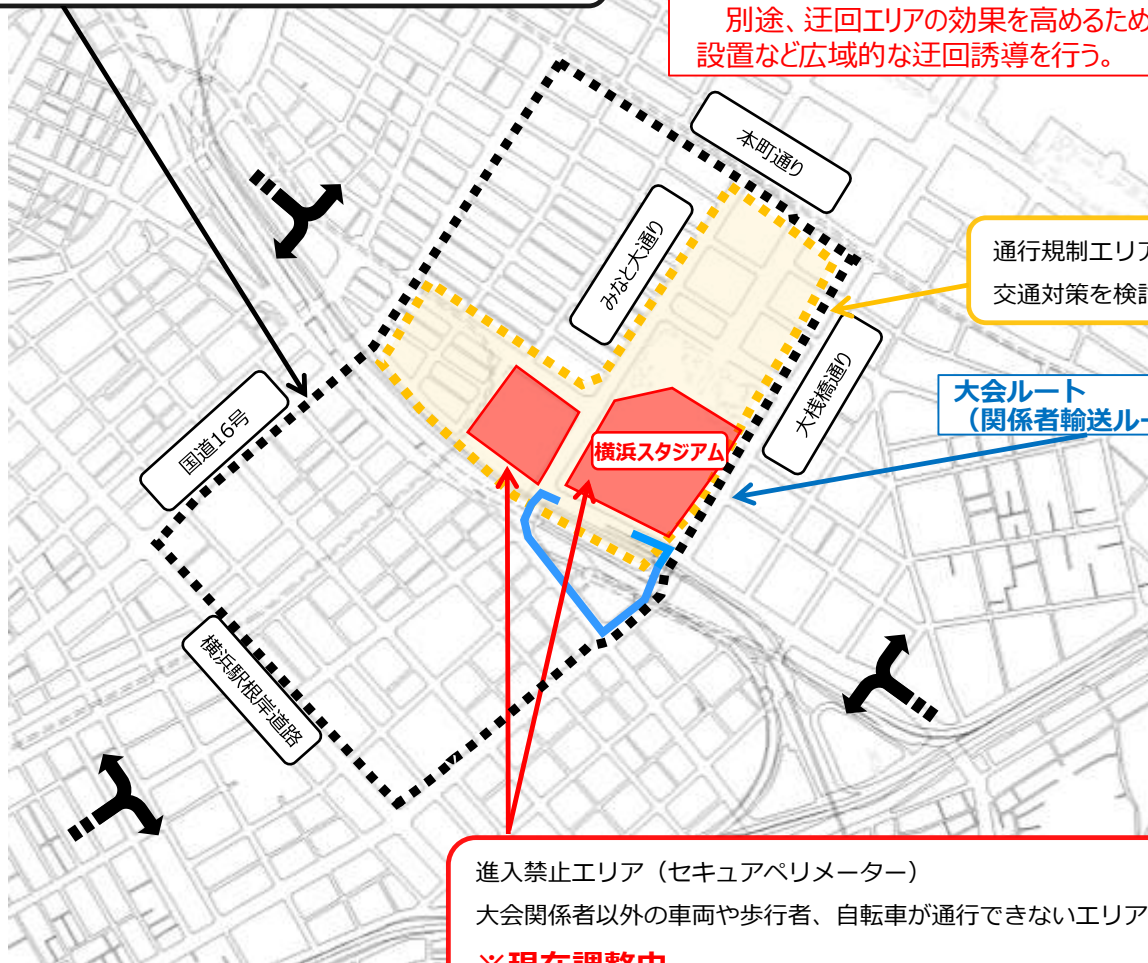 別途、迂回エリアの効果を高めるため
設置など広域的な迂回誘導を行う。
本町通り
みなと大通り
通行規制エリア
交通対策を検討
大桟橋通り
大会ルート
（関係者輸送ルー
国道16号
横浜スタジアム
横浜駅根岸道路
進入禁止エリア（セキュアペリメーター）
大会関係者以外の車両や歩行者、自転車が通行できないエリア
※現在調整中